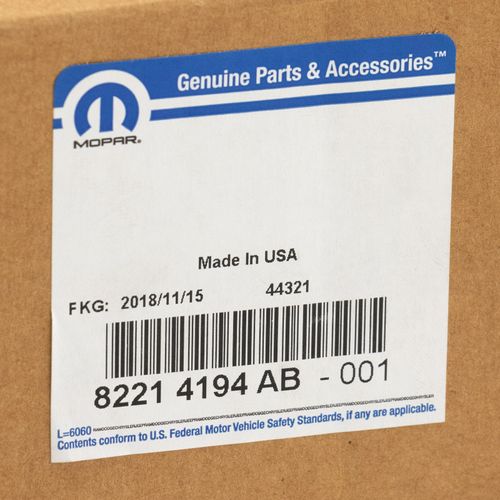 Genuine Parts & Accessories™
MOPAR®
Made In USA
FKG: 2018/11/15 44321
8221 4194 AB - 001
L=6060
Contents conform to U.S. Federal Motor Vehicle Safety Standards, if any are applicable.